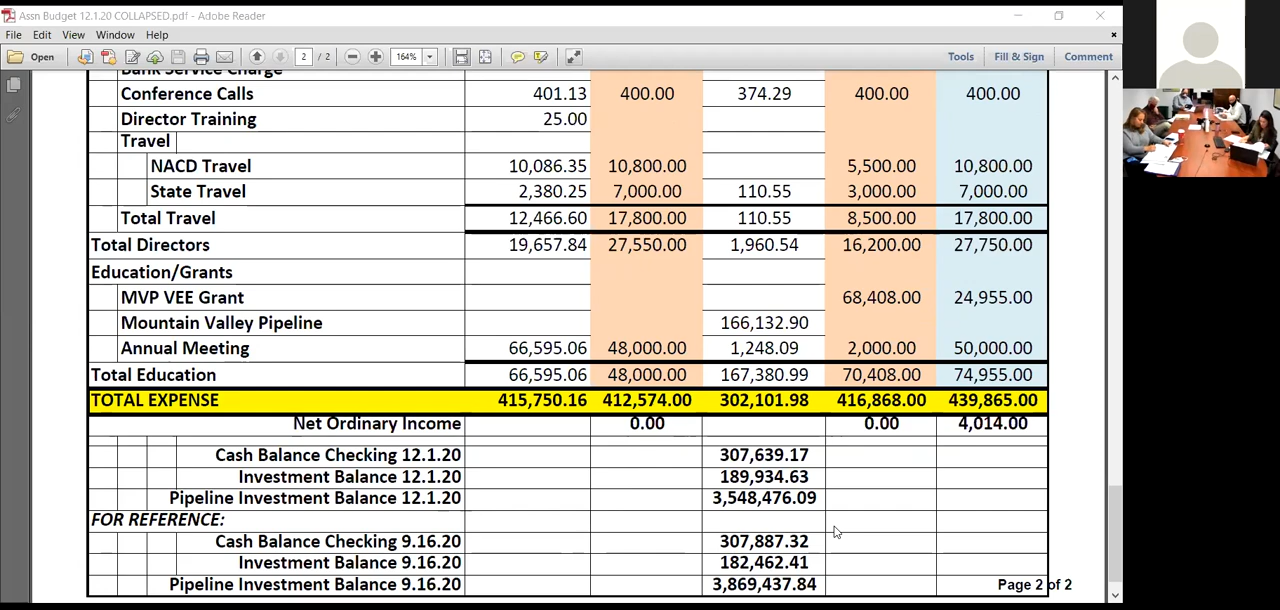 Assn Budget 12.1.20 COLLAPSED.pdf - Adobe Reader
File Edit View Window Help
Open 2 / 2 164% Tools Fill & Sign Comment
Bank Service Charge
Conference Calls 401.13 400.00 374.29 400.00 400.00
Director Training 25.00
Travel
NACD Travel 10,086.35 10,800.00 5,500.00 10,800.00
State Travel 2,380.25 7,000.00 110.55 3,000.00 7,000.00
Total Travel 12,466.60 17,800.00 110.55 8,500.00 17,800.00
Total Directors 19,657.84 27,550.00 1,960.54 16,200.00 27,750.00
Education/Grants
MVP VEE Grant 68,408.00 24,955.00
Mountain Valley Pipeline 166,132.90
Annual Meeting 66,595.06 48,000.00 1,248.09 2,000.00 50,000.00
Total Education 66,595.06 48,000.00 167,380.99 70,408.00 74,955.00
TOTAL EXPENSE 415,750.16 412,574.00 302,101.98 416,868.00 439,865.00
Net Ordinary Income 0.00 0.00 4,014.00
Cash Balance Checking 12.1.20 307,639.17
Investment Balance 12.1.20 189,934.63
Pipeline Investment Balance 12.1.20 3,548,476.09
FOR REFERENCE:
Cash Balance Checking 9.16.20 307,887.32
Investment Balance 9.16.20 182,462.41
Pipeline Investment Balance 9.16.20 3,869,437.84
Page 2 of 2